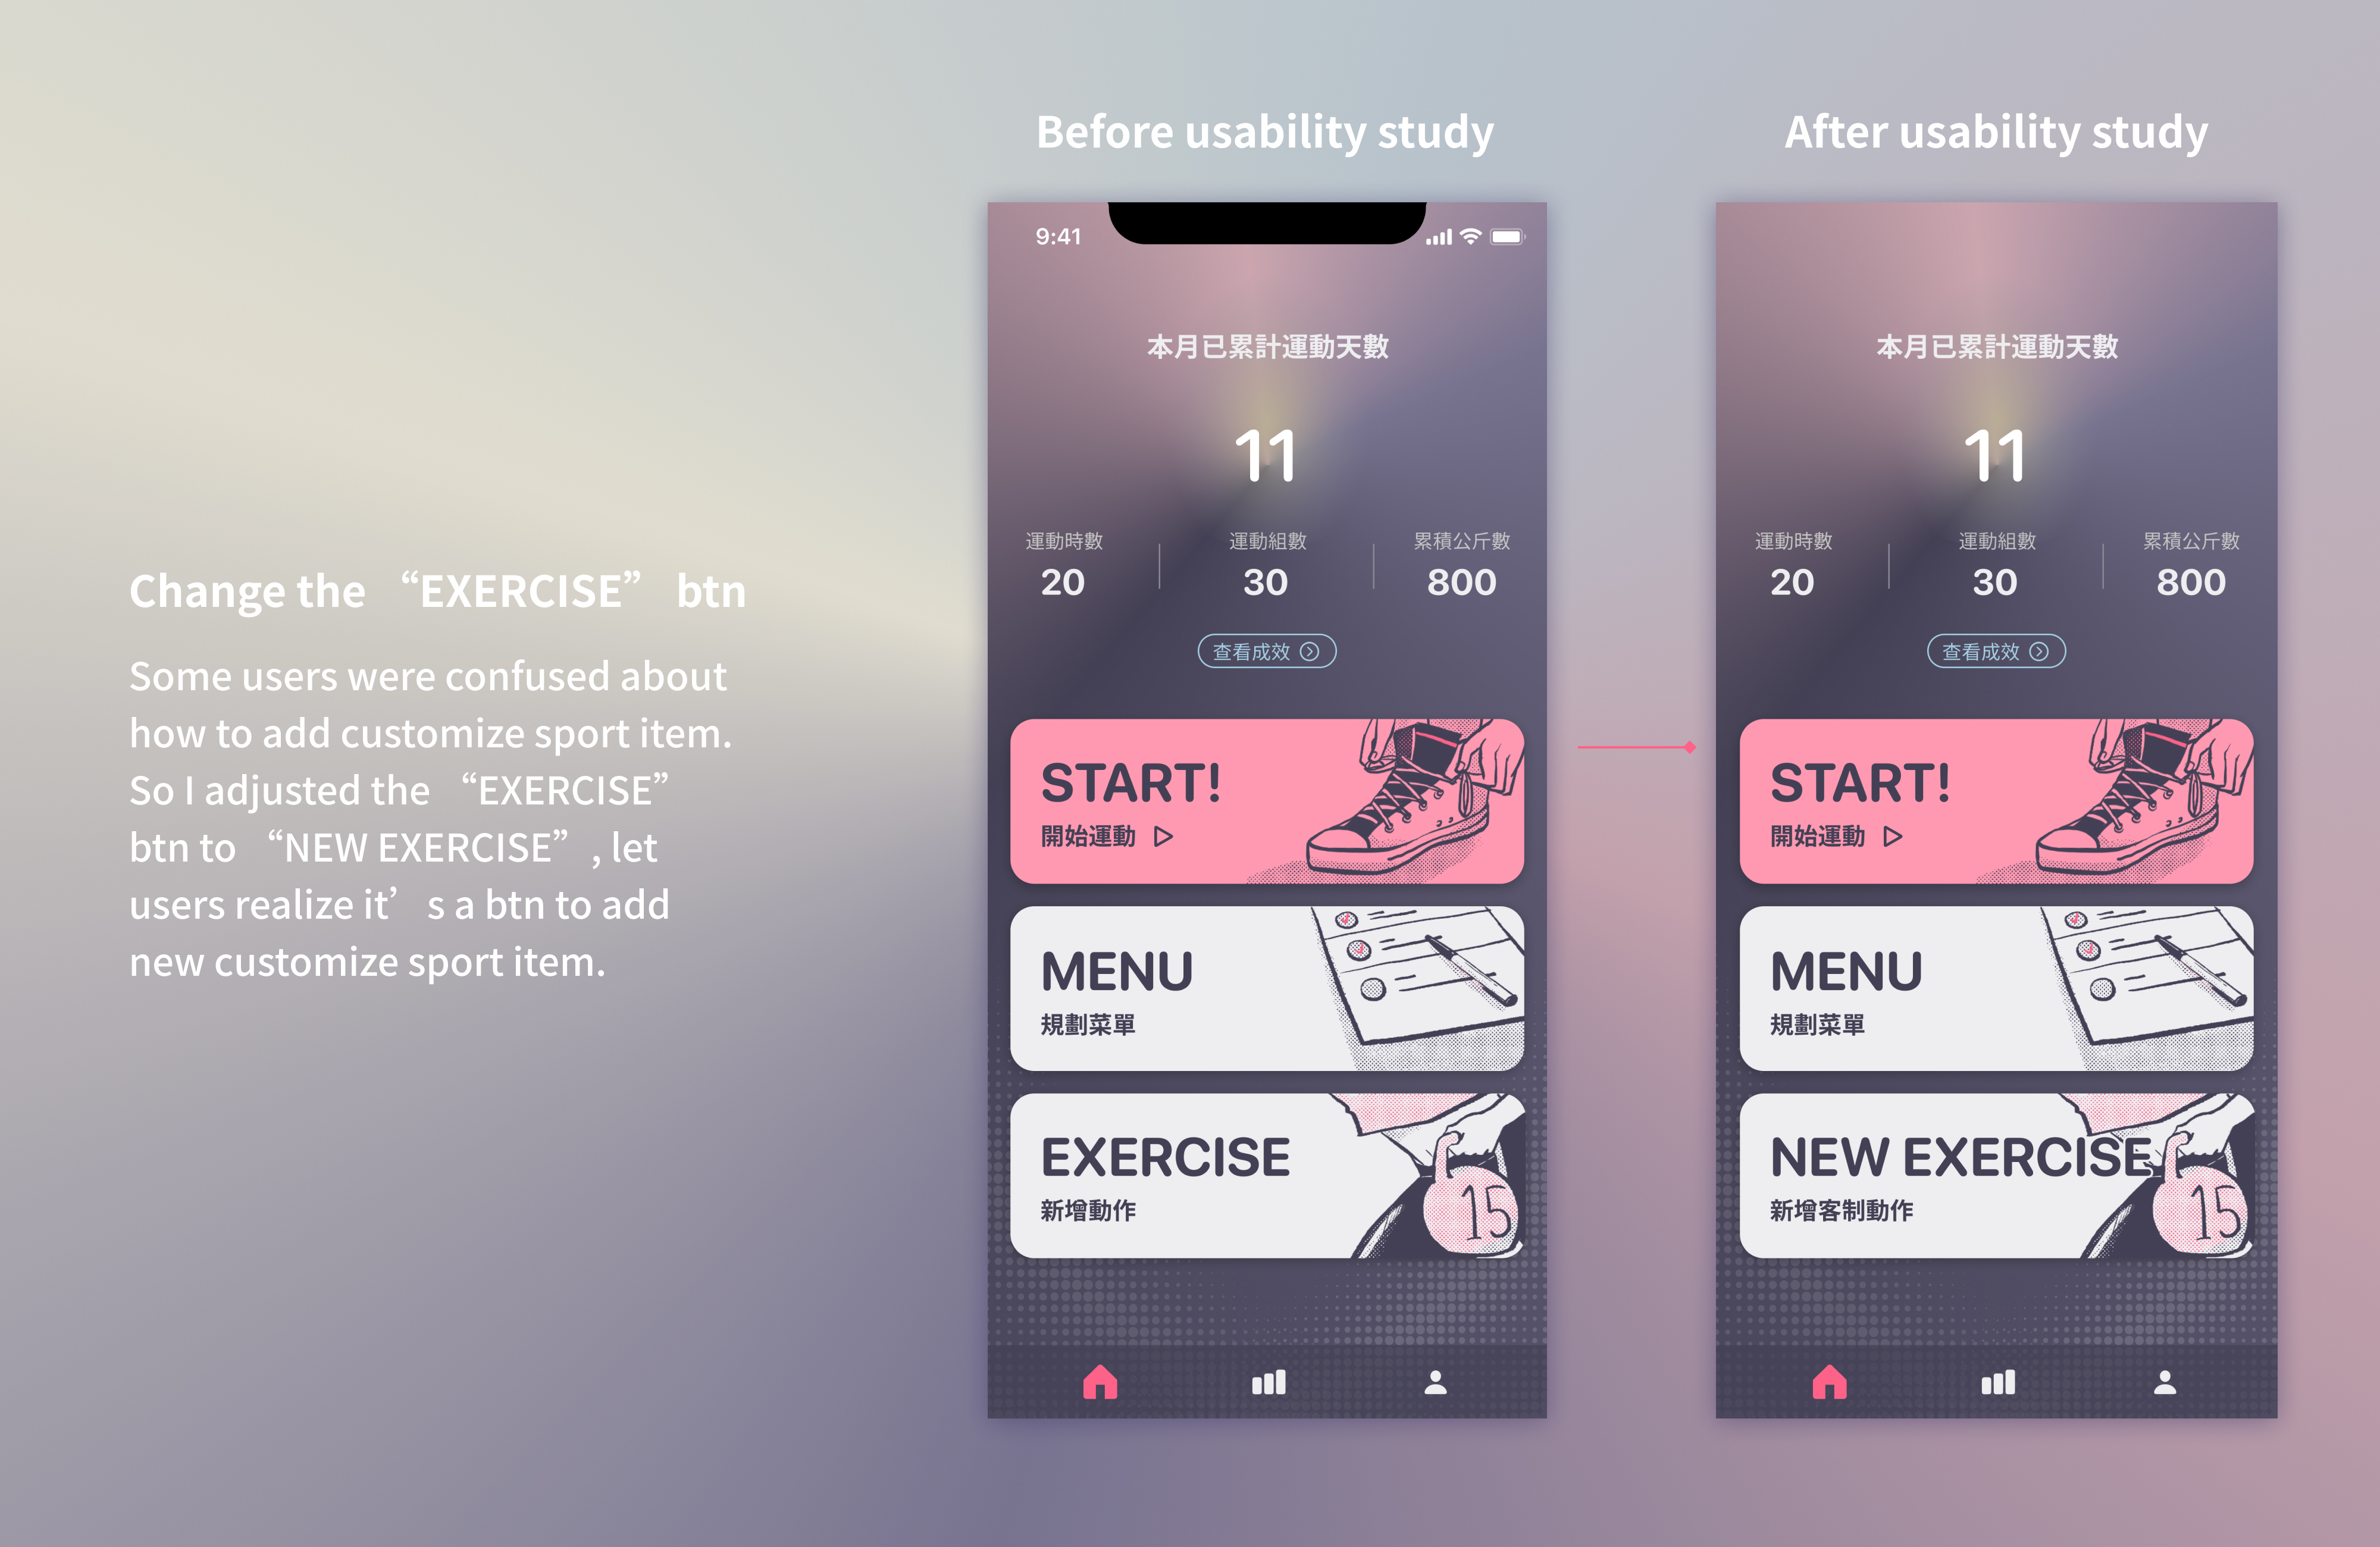 Before usability study
After usability study
Change the “EXERCISE” btn
Some users were confused about
how to add customize sport item.
So I adjusted the “EXERCISE”
btn to “NEW EXERCISE”, let
users realize it’s a btn to add
new customize sport item.
9:41
本月已累計運動天數
11
運動時數
運動組數
累積公斤數
20
30
800
查看成效
START!
開始運動
MENU
規劃菜單
EXERCISE
新增動作
15
本月已累計運動天數
11
運動時數
運動組數
累積公斤數
20
30
800
查看成效
START!
開始運動
MENU
規劃菜單
NEW EXERCISE
新增客制動作
15